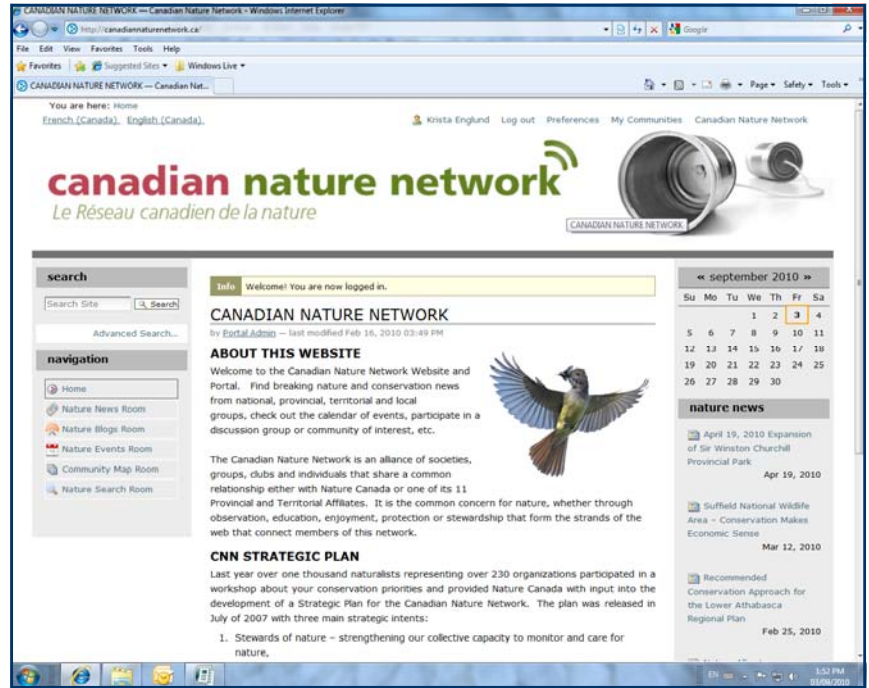 CANADIAN NATURE NETWORK — Canadian Nature Network - Windows Internet Explorer
http://canadiannaturenetwork.ca/
Google
File Edit View Favorites Tools Help
Favorites Suggested Sites Windows Live
CANADIAN NATURE NETWORK — Canadian Nat...
Page Safety Tools
You are here: Home
French (Canada). English (Canada).
Krista Englund Log out Preferences My Communities Canadian Nature Network
canadian nature network
Le Réseau canadien de la nature
CANADIAN NATURE NETWORK
search
Search Site Search
Advanced Search...
navigation
Home
Nature News Room
Nature Blogs Room
Nature Events Room
Community Map Room
Nature Search Room
Info Welcome! You are now logged in.
CANADIAN NATURE NETWORK
by Portal Admin — last modified Feb 16, 2010 03:49 PM
ABOUT THIS WEBSITE
Welcome to the Canadian Nature Network Website and
Portal. Find breaking nature and conservation news
from national, provincial, territorial and local
groups, check out the calendar of events, participate in a
discussion group or community of interest, etc.
The Canadian Nature Network is an alliance of societies,
groups, clubs and individuals that share a common
relationship either with Nature Canada or one of its 11
Provincial and Territorial Affiliates. It is the common concern for nature, whether through
observation, education, enjoyment, protection or stewardship that form the strands of the
web that connect members of this network.
CNN STRATEGIC PLAN
Last year over one thousand naturalists representing over 230 organizations participated in a
workshop about your conservation priorities and provided Nature Canada with input into the
development of a Strategic Plan for the Canadian Nature Network. The plan was released in
July of 2007 with three main strategic intents:
1. Stewards of nature – strengthening our collective capacity to monitor and care for
nature,
« september 2010 »
Su Mo Tu We Th Fr Sa
1 2 3 4
5 6 7 8 9 10 11
12 13 14 15 16 17 18
19 20 21 22 23 24 25
26 27 28 29 30
nature news
April 19, 2010 Expansion
of Sir Winston Churchill
Provincial Park
Apr 19, 2010
Suffield National Wildlife
Area – Conservation Makes
Economic Sense
Mar 12, 2010
Recommended
Conservation Approach for
the Lower Athabasca
Regional Plan
Feb 25, 2010
EN
1:52 PM
03/09/2010